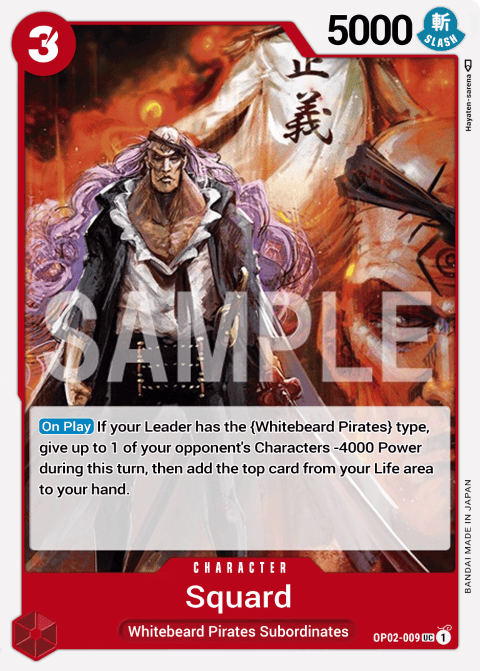 3
5000
斬
SLASH
正
義
Hayaten-sarena
SAMPLE
On Play If your Leader has the {Whitebeard Pirates} type,
give up to 1 of your opponent's Characters -4000 Power
during this turn, then add the top card from your Life area
to your hand.
BANDAI MADE IN JAPAN
CHARACTER
Squard
Whitebeard Pirates Subordinates
OP02-009 UC 1